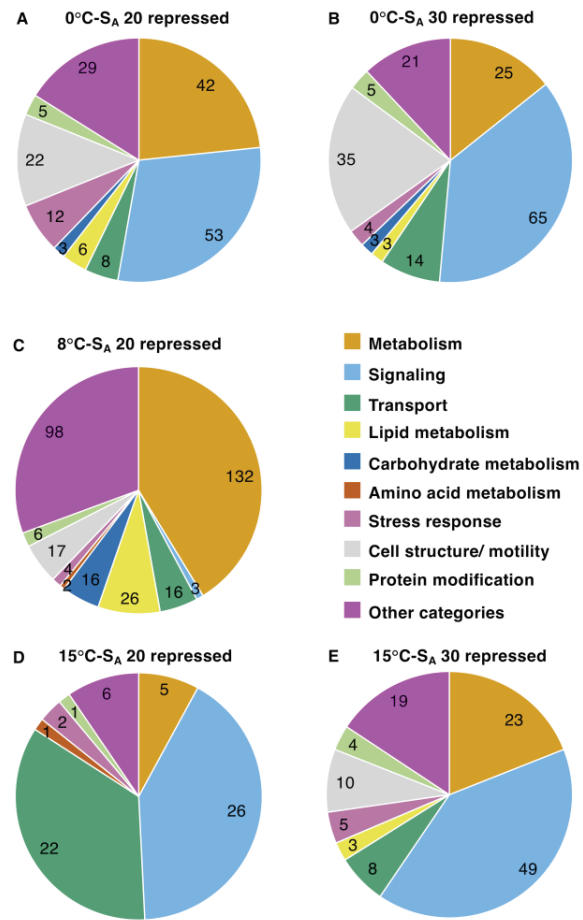 A 0°C-SA 20 repressed
29
42
5
22
12
3
6
8
53
B 0°C-SA 30 repressed
21
25
5
35
4
3
3
14
65
C 8°C-SA 20 repressed
98
132
6
17
4
2
16
26
16
3
Metabolism
Signaling
Transport
Lipid metabolism
Carbohydrate metabolism
Amino acid metabolism
Stress response
Cell structure/ motility
Protein modification
Other categories
D 15°C-SA 20 repressed
6
5
1
2
1
26
22
E 15°C-SA 30 repressed
19
23
4
10
5
3
8
49